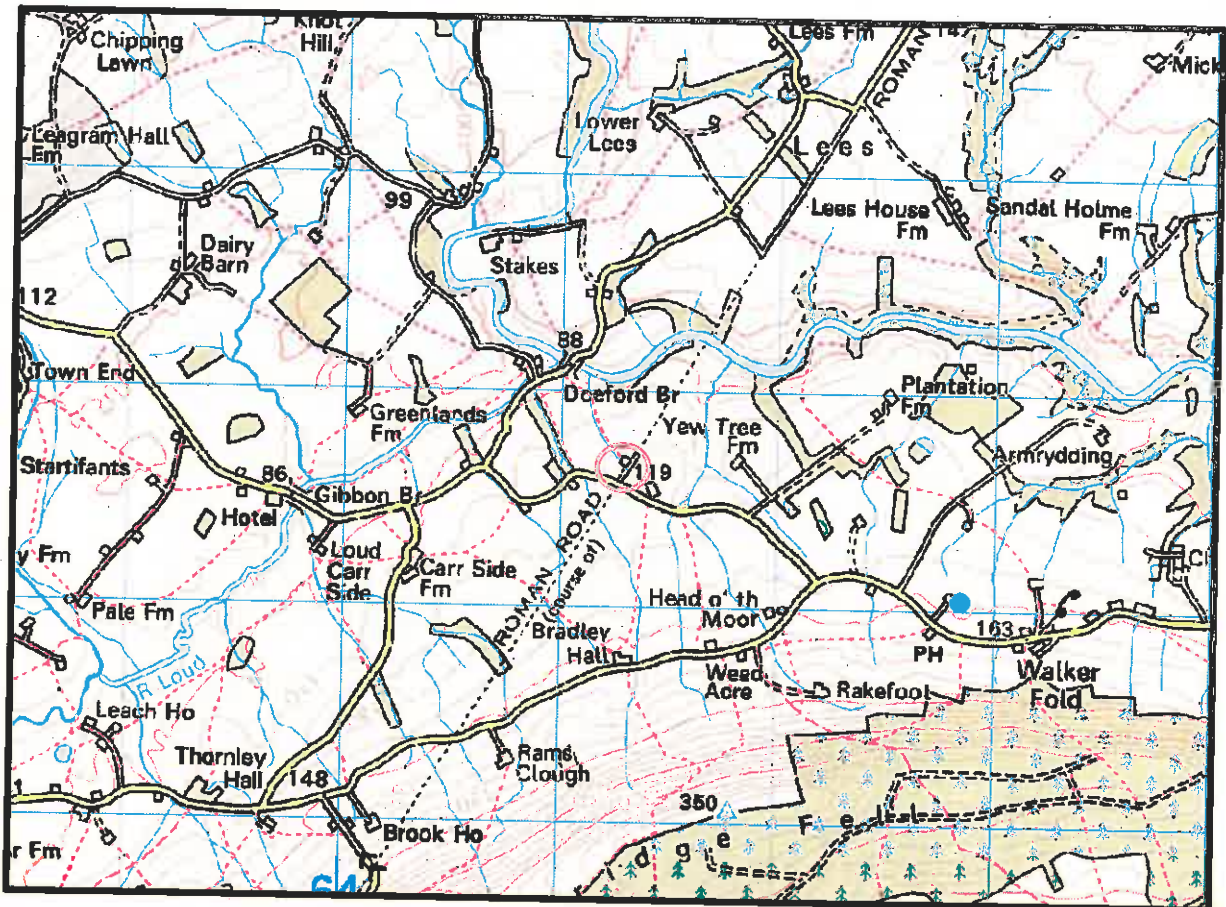 Chipping
Lawn
Knot
Hill
Lees Fm
ROMAN
147
Mick
Leagram Hall
Fm
Lower
Lees
Lees
99
Lees House
Fm
Sandal Holme
Fm
Dairy
Barn
Stakes
112
88
Town End
Greenlands
Fm
Doeford Br
Plantation
Fm
Yew Tree
Fm
Startifants
86
Gibbon Br
119
Armrydding
Hotel
ROMAN ROAD
(course of)
y Fm
Loud
Carr
Side
Carr Side
Fm
Pale Fm
Head o' th
Moor
Bradley
Hall
163
PH
Walker
Fold
R Loud
Weed
Acre
Rakefoot
Leach Ho
Thornley
Hall
148
Rams
Clough
1
350
Brook Ho
dge Fell
r Fm
64